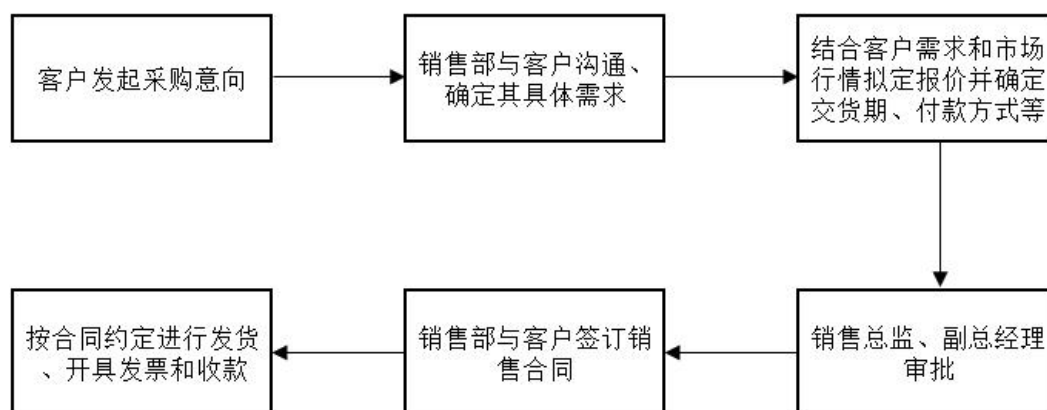 客户发起采购意向
销售部与客户沟通、
确定其具体需求
结合客户需求和市场
行情拟定报价并确定
交货期、付款方式等
按合同约定进行发货
、开具发票和收款
销售部与客户签订销
售合同
销售总监、副总经理
审批